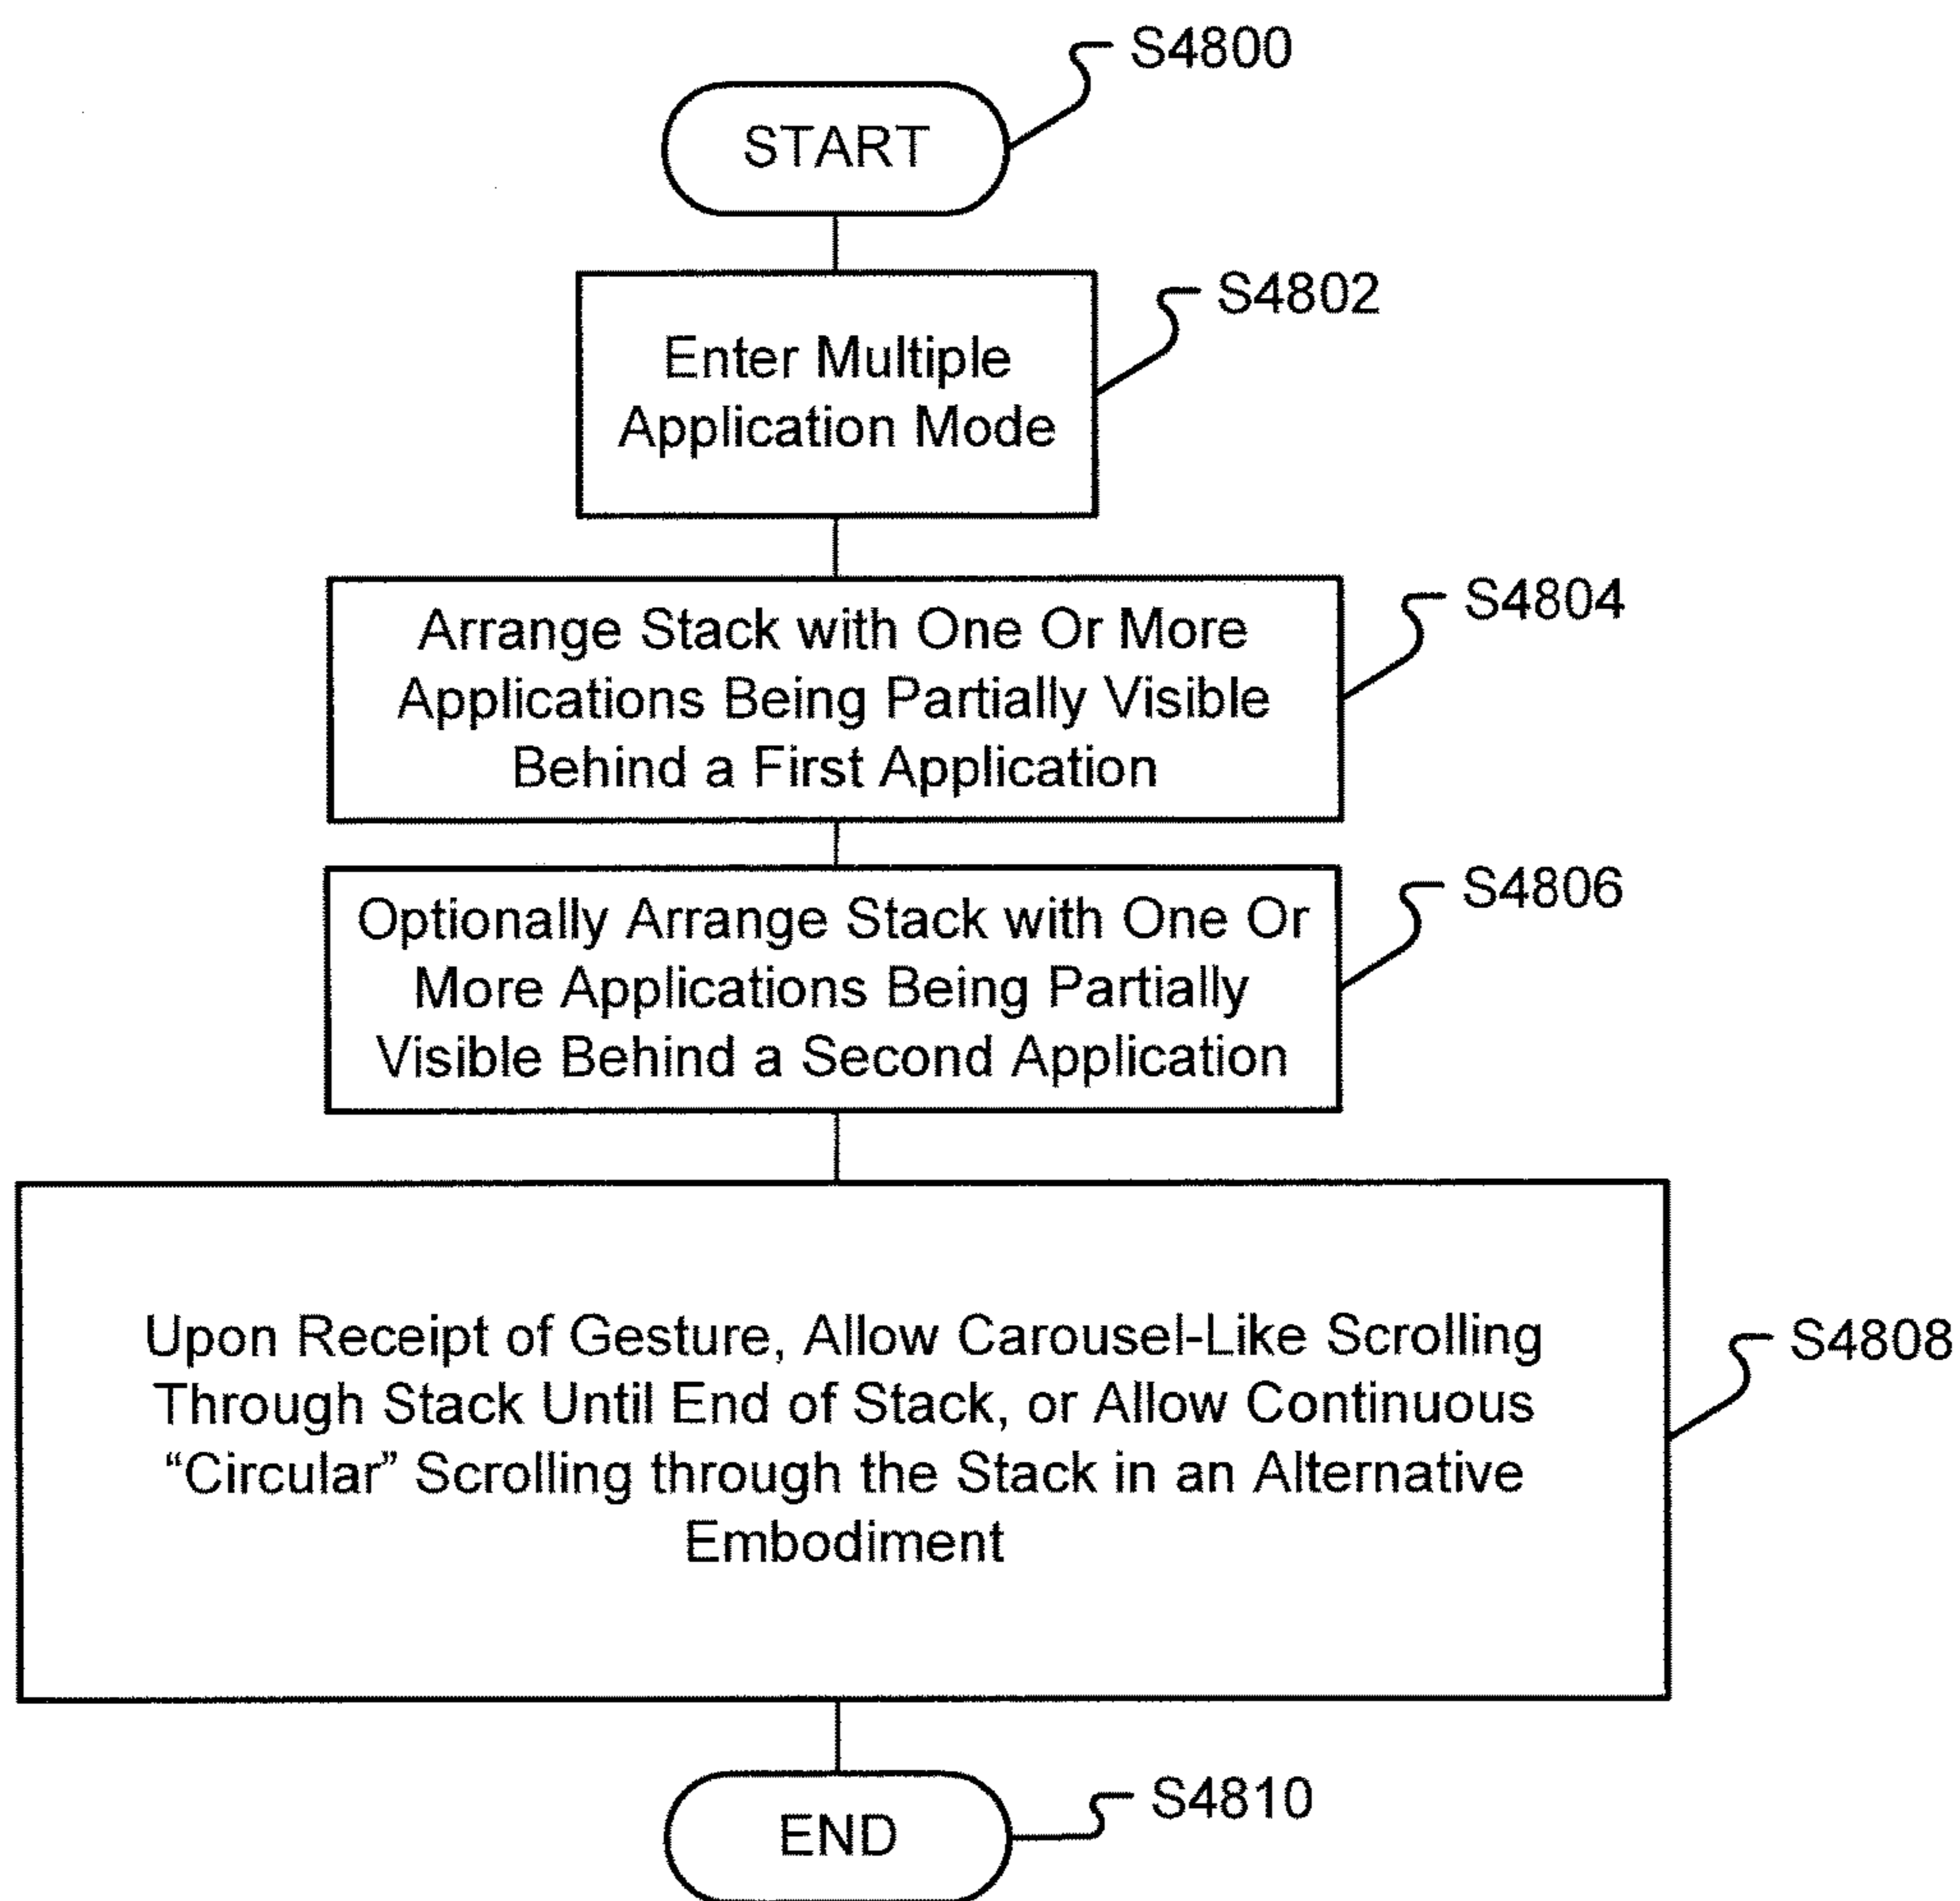 S4800
START
S4802
Enter Multiple
Application Mode
S4804
Arrange Stack with One Or More
Applications Being Partially Visible
Behind a First Application
S4806
Optionally Arrange Stack with One Or
More Applications Being Partially
Visible Behind a Second Application
S4808
Upon Receipt of Gesture, Allow Carousel-Like Scrolling
Through Stack Until End of Stack, or Allow Continuous
“Circular” Scrolling through the Stack in an Alternative
Embodiment
S4810
END